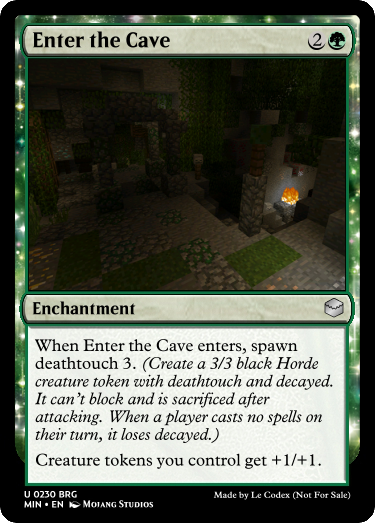 Enter the Cave 2
Enchantment
When Enter the Cave enters, spawn
deathtouch 3. (Create a 3/3 black Horde
creature token with deathtouch and decayed.
It can't block and is sacrificed after
attacking. When a player casts no spells on
their turn, it loses decayed.)
Creature tokens you control get +1/+1.
U 0230 BRG
MIN • EN Mojang Studios
Made by Le Codex (Not For Sale)